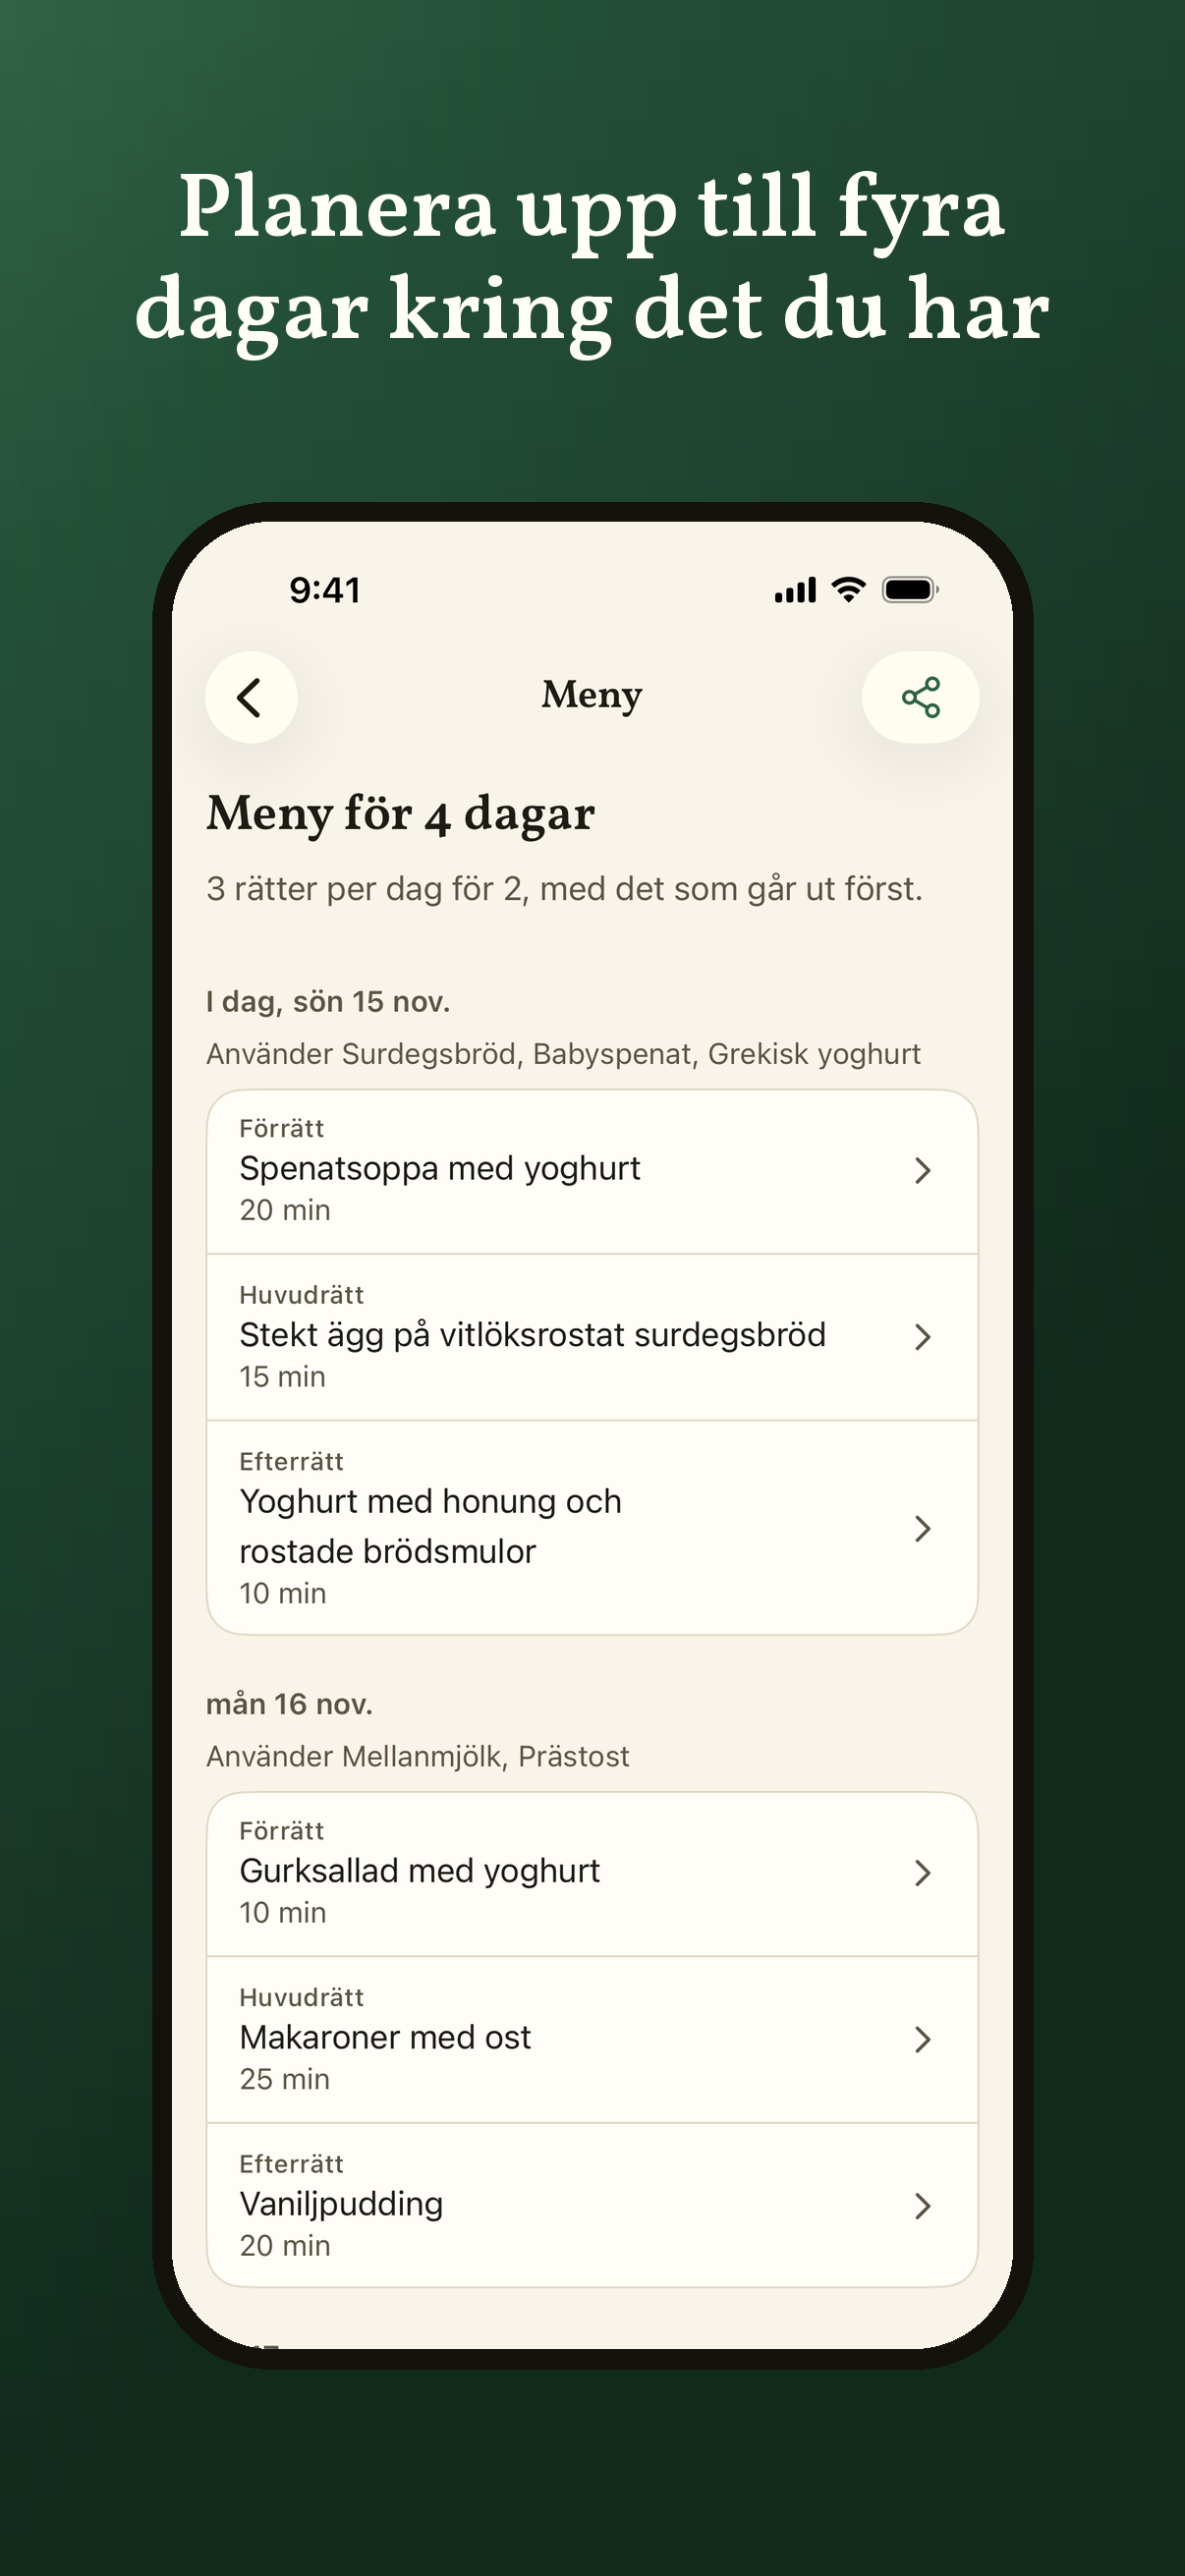 Planera upp till fyra
dagar kring det du har
9:41
Meny
Meny för 4 dagar
3 rätter per dag för 2, med det som går ut först.
I dag, sön 15 nov.
Använder Surdegsbröd, Babyspenat, Grekisk yoghurt
Förrätt
Spenatsoppa med yoghurt
20 min
Huvudrätt
Stekt ägg på vitlöksrostat surdegsbröd
15 min
Efterrätt
Yoghurt med honung och
rostade brödsmulor
10 min
mån 16 nov.
Använder Mellanmjölk, Prästost
Förrätt
Gurksallad med yoghurt
10 min
Huvudrätt
Makaroner med ost
25 min
Efterrätt
Vaniljpudding
20 min